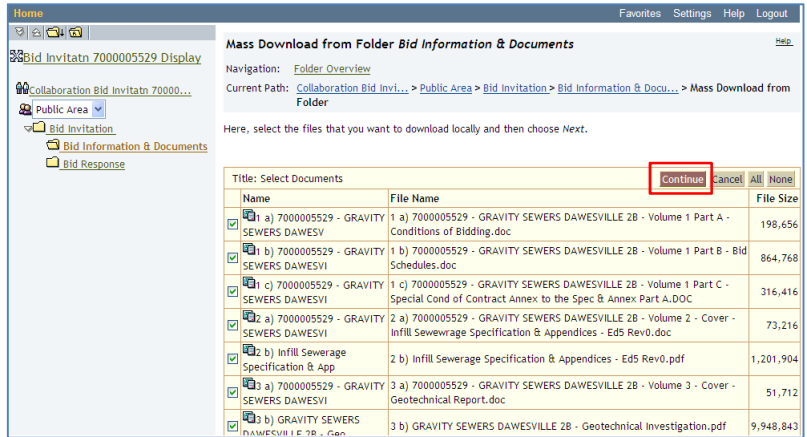 Home Favorites Settings Help Logout
Bid Invitatn 7000005529 Display
Collaboration Bid Invitatn 70000...
Public Area
Bid Invitation
Bid Information & Documents
Bid Response
Mass Download from Folder Bid Information & Documents Help
Navigation: Folder Overview
Current Path: Collaboration Bid Invi... > Public Area > Bid Invitation > Bid Information & Docu... > Mass Download from
Folder
Here, select the files that you want to download locally and then choose Next.
Title: Select Documents Continue Cancel All None
Name File Name File Size
1 a) 7000005529 - GRAVITY 1 a) 7000005529 - GRAVITY SEWERS DAWESVILLE 2B - Volume 1 Part A - 198,656
SEWERS DAWESV Conditions of Bidding.doc
1 b) 7000005529 - GRAVITY 1 b) 7000005529 - GRAVITY SEWERS DAWESVILLE 2B - Volume 1 Part B - Bid 864,768
SEWERS DAWESVI Schedules.doc
1 c) 7000005529 - GRAVITY 1 c) 7000005529 - GRAVITY SEWERS DAWESVILLE 2B - Volume 1 Part C - 316,416
SEWERS DAWESVI Special Cond of Contract Annex to the Spec & Annex Part A.DOC
2 a) 7000005529 - GRAVITY 2 a) 7000005529 - GRAVITY SEWERS DAWESVILLE 2B - Volume 2 - Cover - 73,216
SEWERS DAWESVI Infill Sewewrage Specification & Appendices - Ed5 Rev0.doc
2 b) Infill Sewerage 2 b) Infill Sewerage Specification & Appendices - Ed5 Rev0.pdf 1,201,904
Specification & App
3 a) 7000005529 - GRAVITY 3 a) 7000005529 - GRAVITY SEWERS DAWESVILLE 2B - Volume 3 - Cover - 51,712
SEWERS DAWESVI Geotechnical Report.doc
3 b) GRAVITY SEWERS 3 b) GRAVITY SEWERS DAWESVILLE 2B - Geotechnical Investigation.pdf 9,948,843
DAWESVILLE 2B - Geo